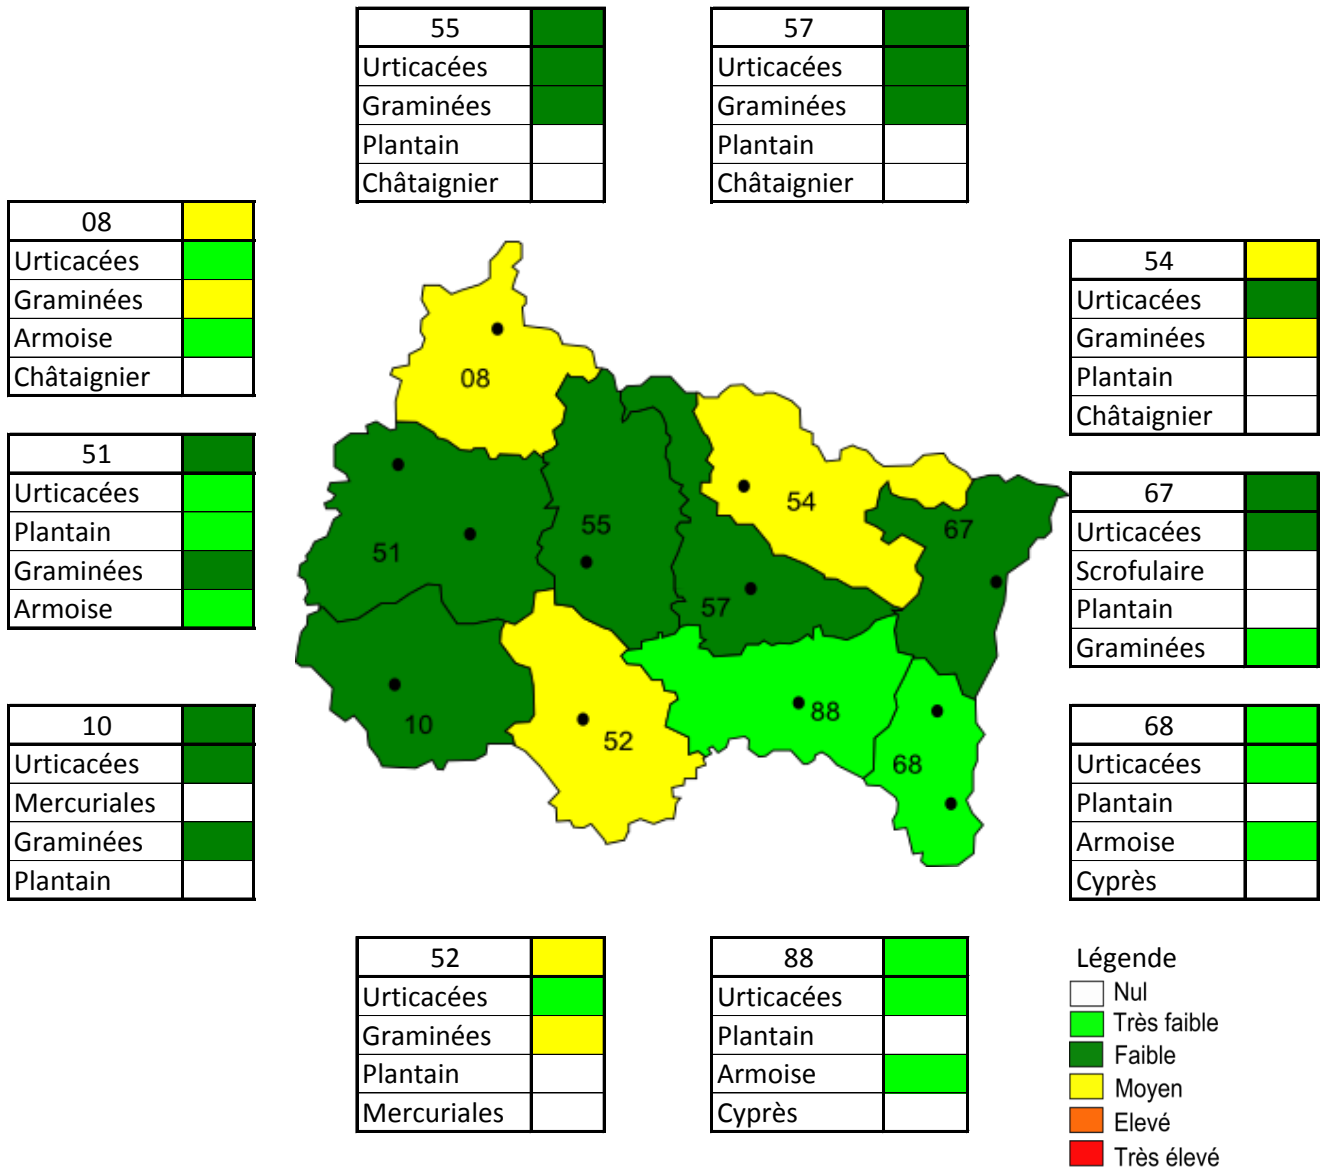 55
Urticacées
Graminées
Plantain
Châtaignier
57
Urticacées
Graminées
Plantain
Châtaignier
08
Urticacées
Graminées
Armoise
Châtaignier
54
Urticacées
Graminées
Plantain
Châtaignier
51
Urticacées
Plantain
Graminées
Armoise
67
Urticacées
Scrofulaire
Plantain
Graminées
10
Urticacées
Mercuriales
Graminées
Plantain
68
Urticacées
Plantain
Armoise
Cyprès
08
54
55
67
51
57
88
10
52
68
52
Urticacées
Graminées
Plantain
Mercuriales
88
Urticacées
Plantain
Armoise
Cyprès
Légende
Nul
Très faible
Faible
Moyen
Elevé
Très élevé